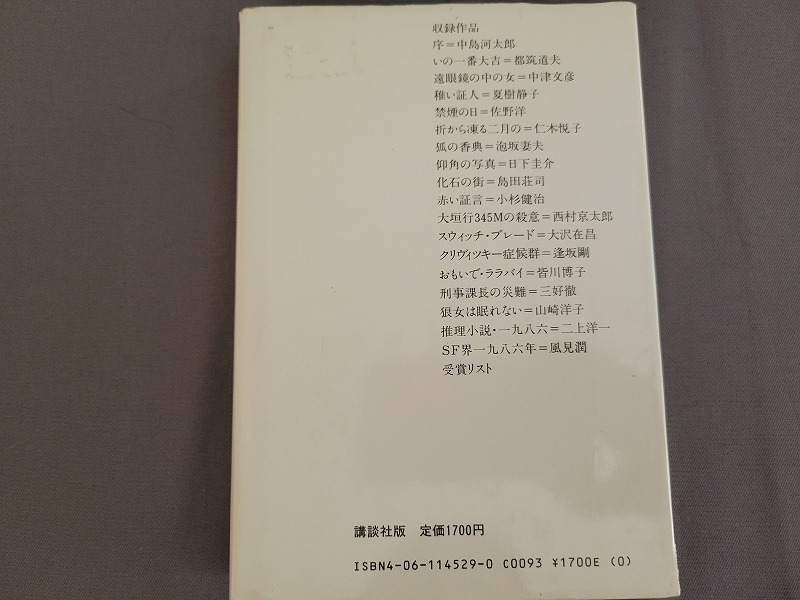 収録作品
序=中島河太郎
いの一番大吉=都筑道夫
遠眼鏡の中の女=中津文彦
稚い証人=夏樹静子
禁煙の日=佐野洋
折から凍る二月の=仁木悦子
狐の香典=泡坂妻夫
仰角の写真=日下圭介
化石の街=島田荘司
赤い証言=小杉健治
大垣行345Mの殺意=西村京太郎
スウィッチ・ブレード=大沢在昌
クリヴィツキー症候群=逢坂剛
おもいで・ララバイ=皆川博子
刑事課長の災難=三好徹
狠女は眠れない=山崎洋子
推理小説・一九八六=二上洋一
SF界一九八六年=風見潤
受賞リスト
講談社版 定価1700円
ISBN4-06-114529-0 C0093 ¥1700E (0)